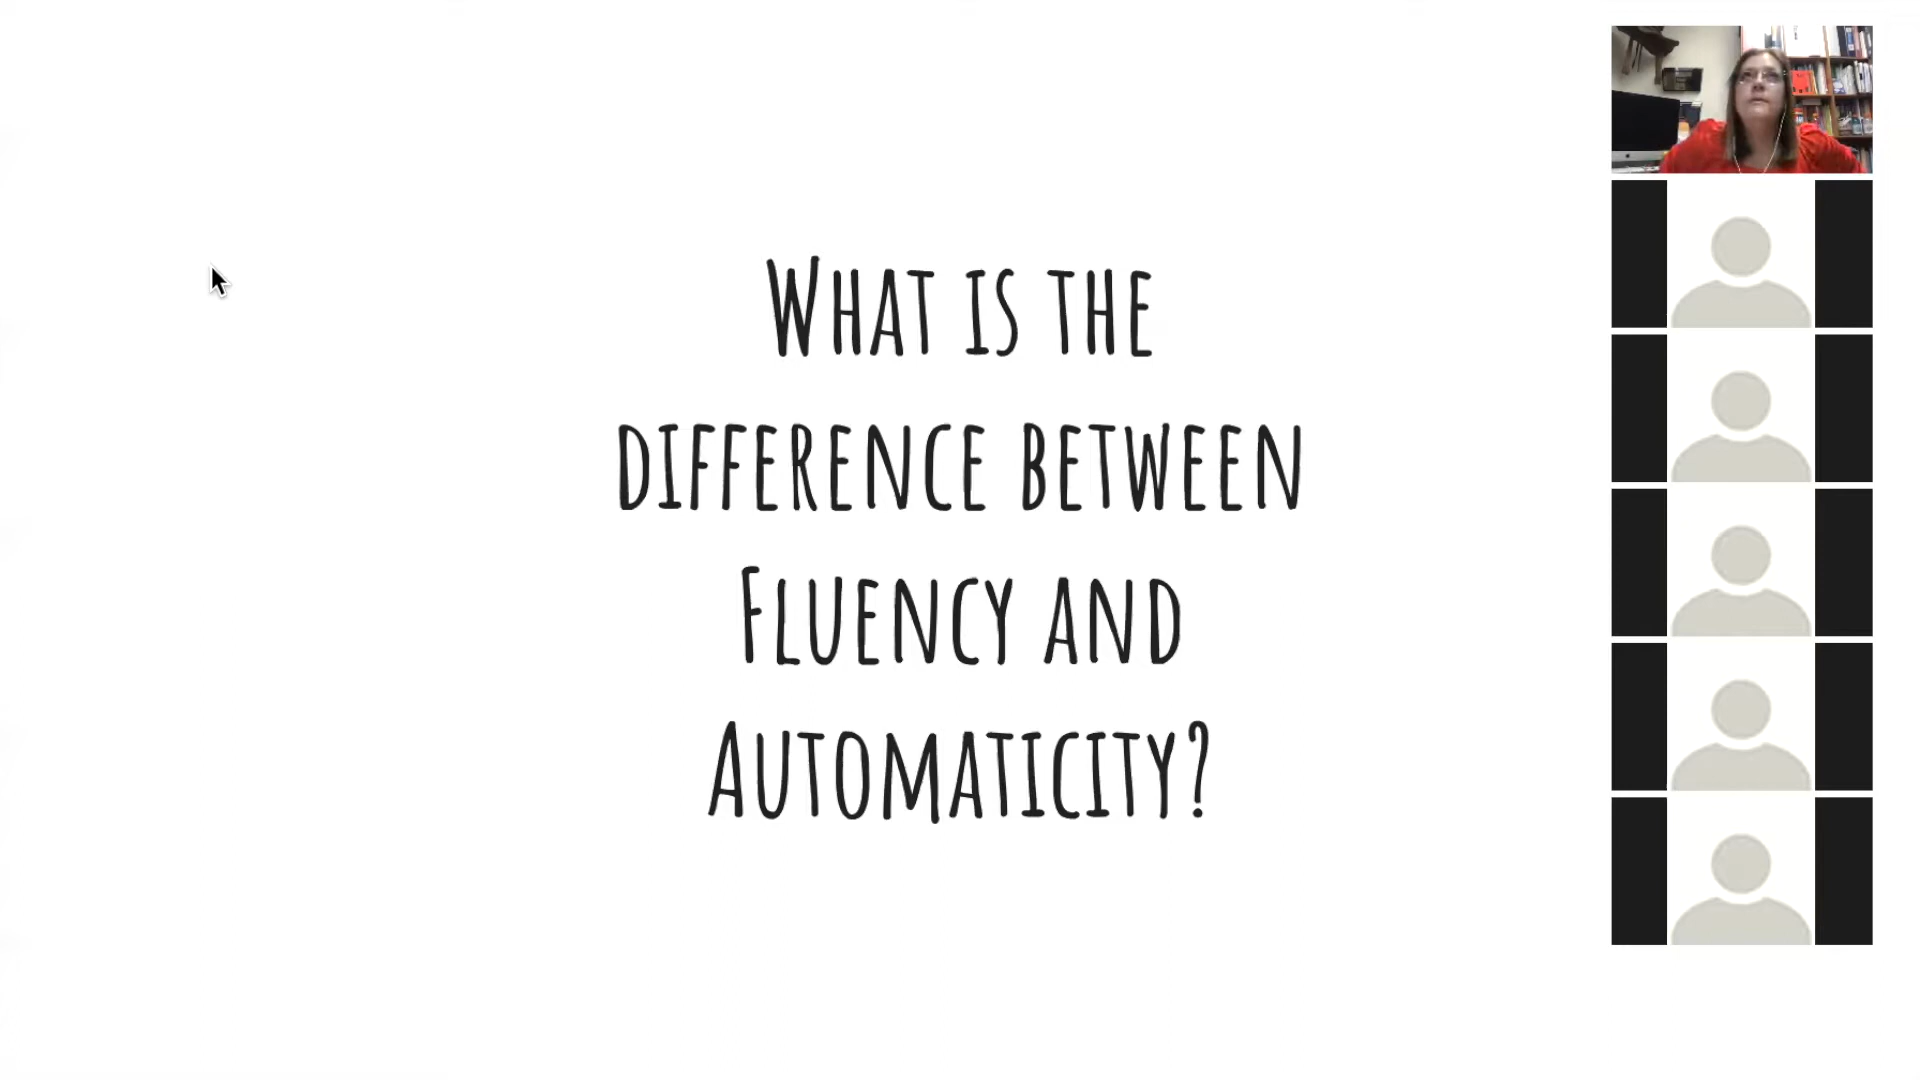 What is the
difference between
Fluency and
Automaticity?